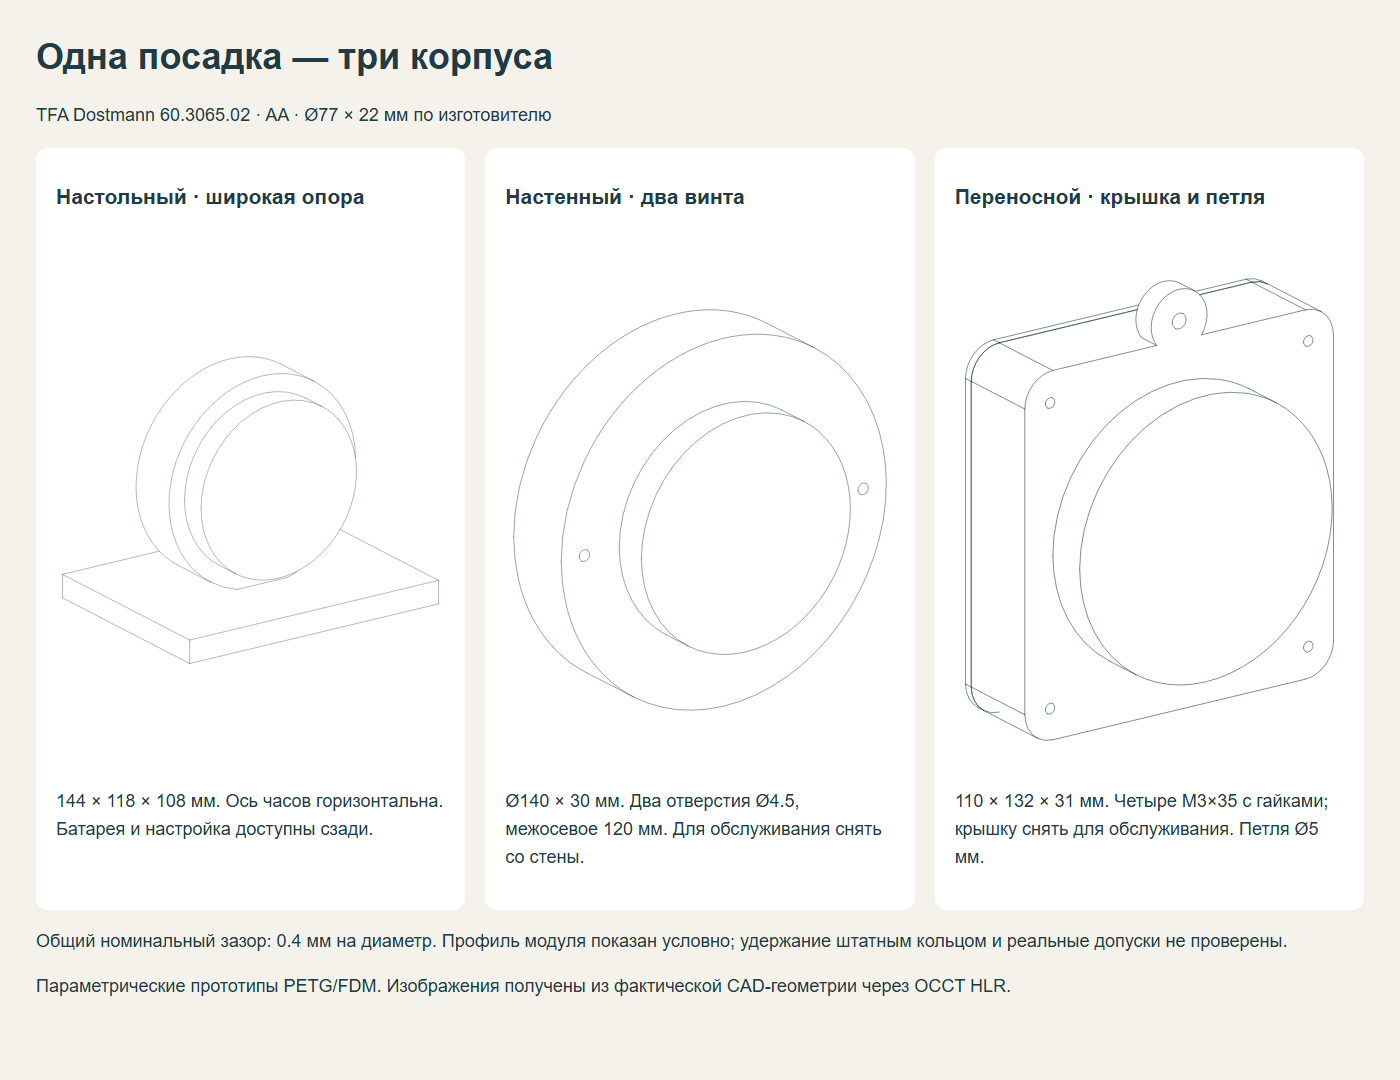 Одна посадка — три корпуса
TFA Dostmann 60.3065.02 · AA · Ø77 × 22 мм по изготовителю
Настольный · широкая опора
144 × 118 × 108 мм. Ось часов горизонтальна.
Батарея и настройка доступны сзади.
Настенный · два винта
Ø140 × 30 мм. Два отверстия Ø4.5,
межосевое 120 мм. Для обслуживания снять
со стены.
Переносной · крышка и петля
110 × 132 × 31 мм. Четыре M3×35 с гайками;
крышку снять для обслуживания. Петля Ø5
мм.
Общий номинальный зазор: 0.4 мм на диаметр. Профиль модуля показан условно; удержание штатным кольцом и реальные допуски не проверены.
Параметрические прототипы PETG/FDM. Изображения получены из фактической CAD-геометрии через OCCT HLR.